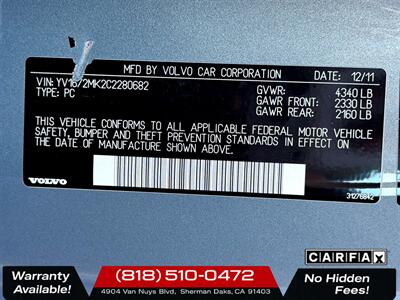 MFD BY VOLVO CAR CORPORATION DATE: 12/11
VIN: YV1672MK2C2280682 GVWR: 4340 LB
TYPE: PC GAWR FRONT: 2330 LB
GAWR REAR: 2160 LB
THIS VEHICLE CONFORMS TO ALL APPLICABLE FEDERAL MOTOR VEHICLE
SAFETY, BUMPER AND THEFT PREVENTION STANDARDS IN EFFECT ON
THE DATE OF MANUFACTURE SHOWN ABOVE.
VOLVO
CARFAX
Warranty
Available!
(818) 510-0472
4904 Van Nuys Blvd, Sherman Oaks, CA 91403
No Hidden
Fees!